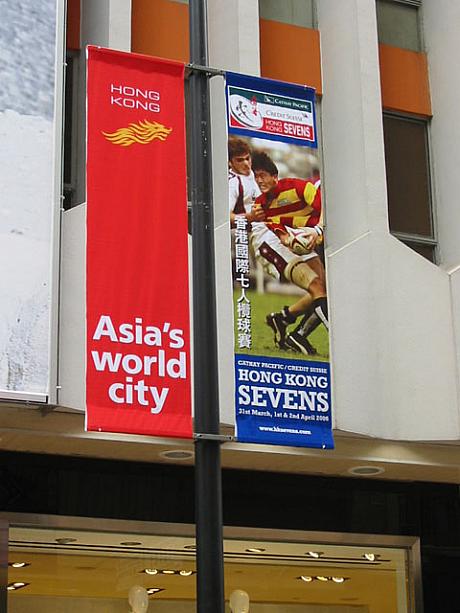 HONG
KONG
Asia's
world
city
CATHAY PACIFIC
CREDIT SUISSE
HONG KONG SEVENS
香港國際七人欖球賽
CATHAY PACIFIC / CREDIT SUISSE
HONG KONG
SEVENS
31st March, 1st & 2nd April 2006
www.hksevens.com